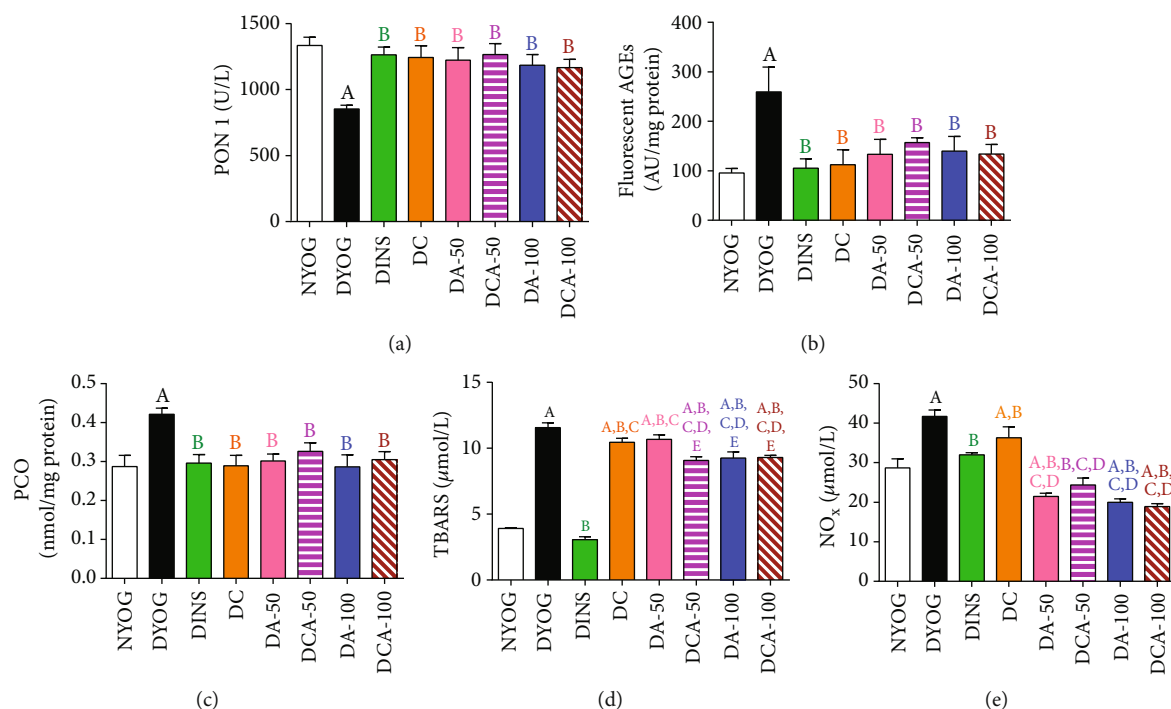 1500
1000
500
0
PON 1 (U/L)
A
B
B
B
B
B
B
NYOG
DYOG
DINS
DC
DA-50
DCA-50
DA-100
DCA-100
(a)
400
300
200
100
0
Fluorescent AGEs
(AU/mg protein)
A
B
B
B
B
B
B
NYOG
DYOG
DINS
DC
DA-50
DCA-50
DA-100
DCA-100
(b)
0.5
0.4
0.3
0.2
0.1
0.0
PCO
(nmol/mg protein)
A
B
B
B
B
B
B
NYOG
DYOG
DINS
DC
DA-50
DCA-50
DA-100
DCA-100
(c)
15
10
5
0
TBARS (μmol/L)
A
B
A,B,C
A,B,C
A,B,
C,D,
E
A,B,
C,D,
E
A,B,
C,D,
E
NYOG
DYOG
DINS
DC
DA-50
DCA-50
DA-100
DCA-100
(d)
50
40
30
20
10
0
NOx (μmol/L)
A
B
A,B
A,B,
C,D
B,C,D
A,B,
C,D
A,B,
C,D
NYOG
DYOG
DINS
DC
DA-50
DCA-50
DA-100
DCA-100
(e)